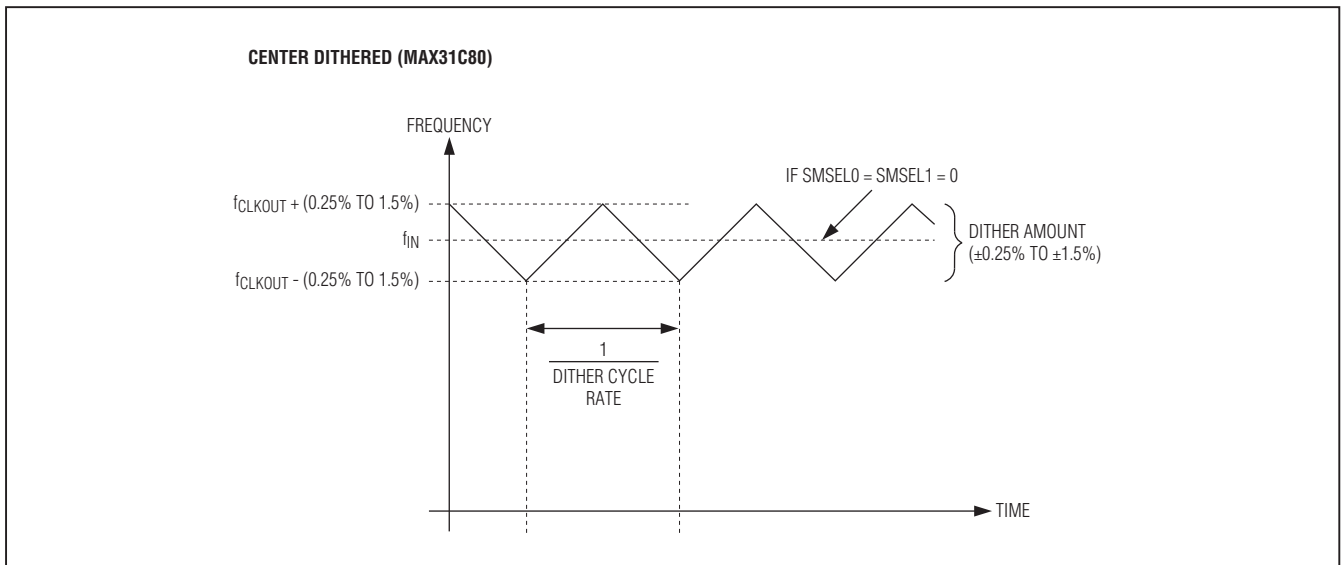 CENTER DITHERED (MAX31C80)
FREQUENCY
IF SMSEL0 = SMSEL1 = 0
fCLKOUT + (0.25% TO 1.5%)
fIN
DITHER AMOUNT
(±0.25% TO ±1.5%)
fCLKOUT - (0.25% TO 1.5%)
1
DITHER CYCLE
RATE
TIME